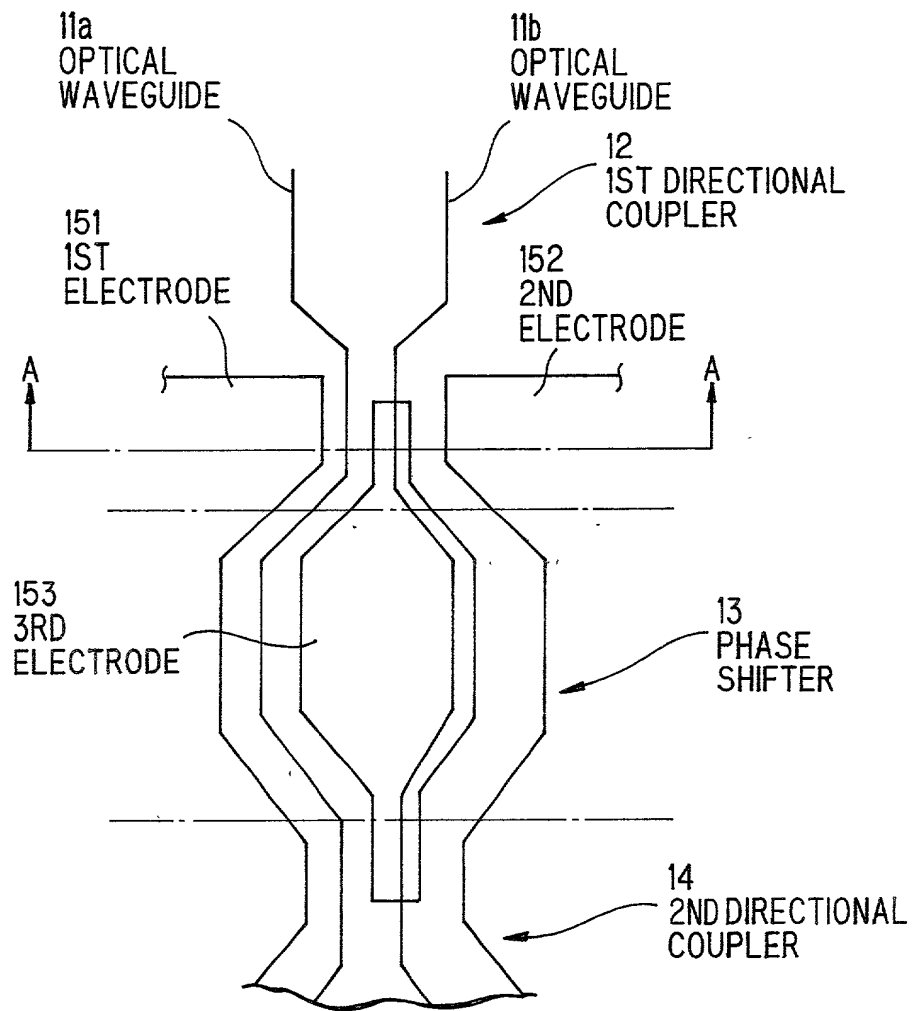 11a
OPTICAL
WAVEGUIDE
11b
OPTICAL
WAVEGUIDE
12
1ST DIRECTIONAL
COUPLER
151
1ST
ELECTRODE
152
2ND
ELECTRODE
A
A
153
3RD
ELECTRODE
13
PHASE
SHIFTER
14
2ND DIRECTIONAL
COUPLER